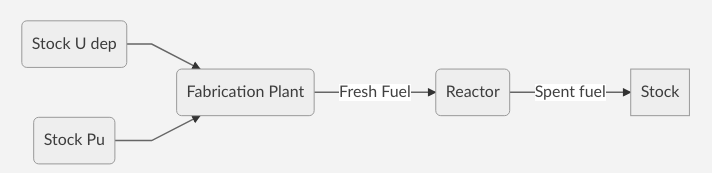 Stock U dep
Fabrication Plant
Fresh Fuel
Reactor
Spent fuel
Stock
Stock Pu